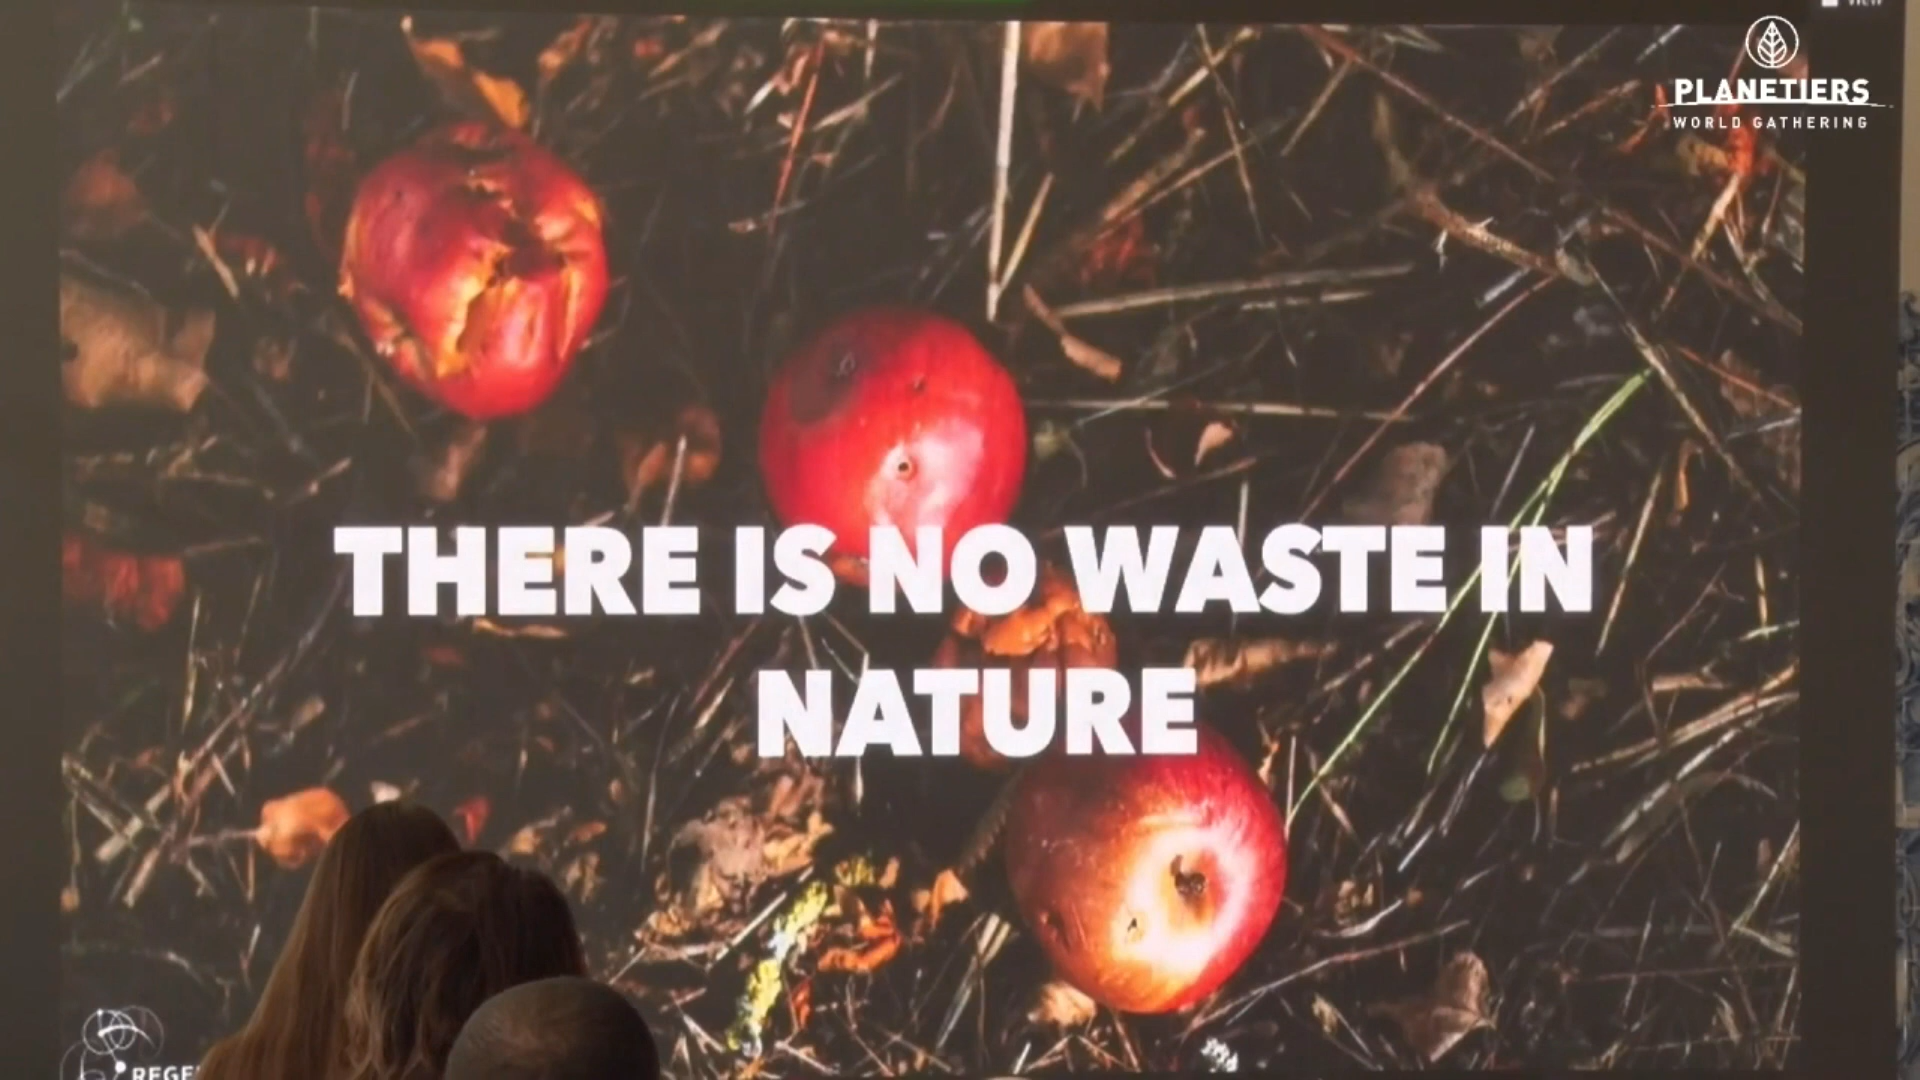 PLANETIERS
WORLD GATHERING
THERE IS NO WASTE IN
NATURE